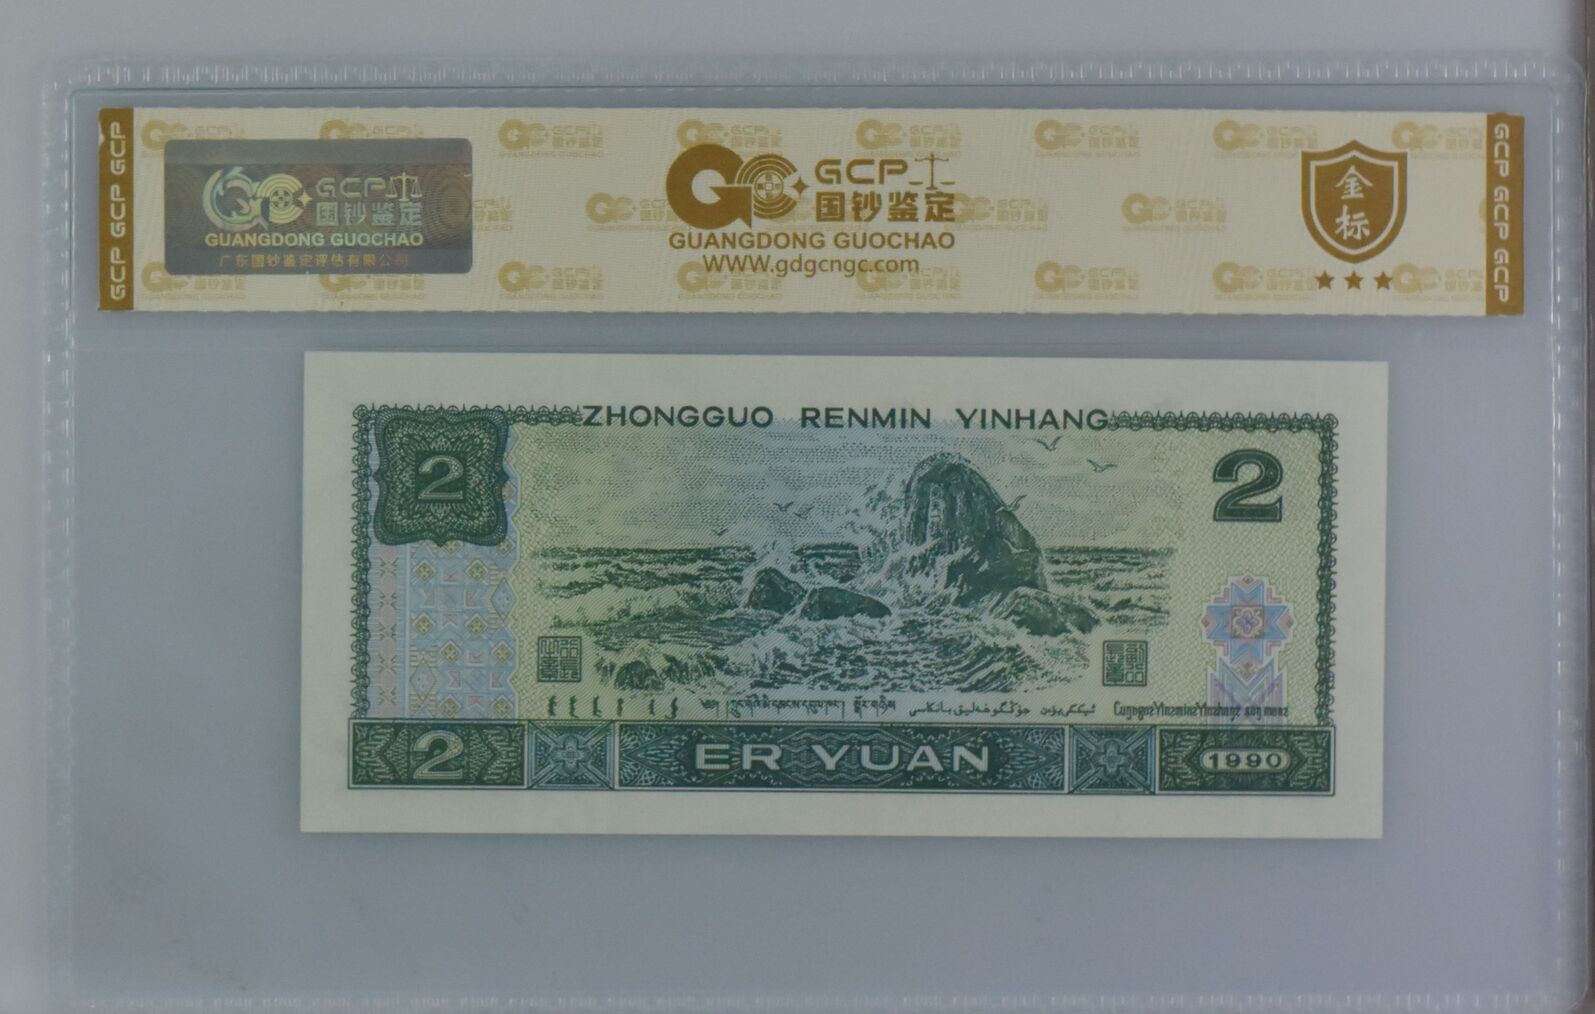 GCP GCP GCP
GCP
国钞鉴定
GUANGDONG GUOCHAO
广东国钞鉴定评估有限公司
GCP
国钞鉴定
GUANGDONG GUOCHAO
www.gdgcngc.com
金标
GCP GCP GCP
ZHONGGUO RENMIN YINHANG
2
2
2
ER YUAN
1990